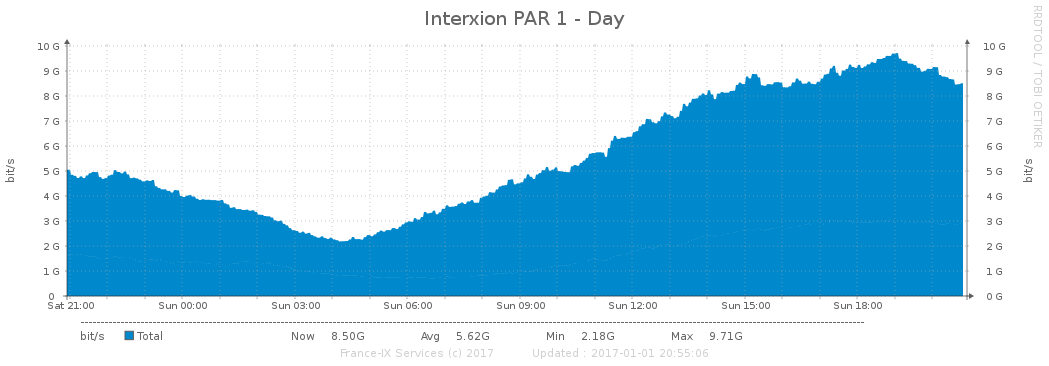 Interxion PAR 1 - Day
RRDTOOL / TOBI OETIKER
bit/s
10 G 10 G
9 G 9 G
8 G 8 G
7 G 7 G
6 G 6 G
5 G 5 G
4 G 4 G
3 G 3 G
2 G 2 G
1 G 1 G
0 0 G
bit/s
Sat 21:00 Sun 00:00 Sun 03:00 Sun 06:00 Sun 09:00 Sun 12:00 Sun 15:00 Sun 18:00
bit/s Total Now 8.50G Avg 5.62G Min 2.18G Max 9.71G
France-IX Services (c) 2017 Updated : 2017-01-01 20:55:06